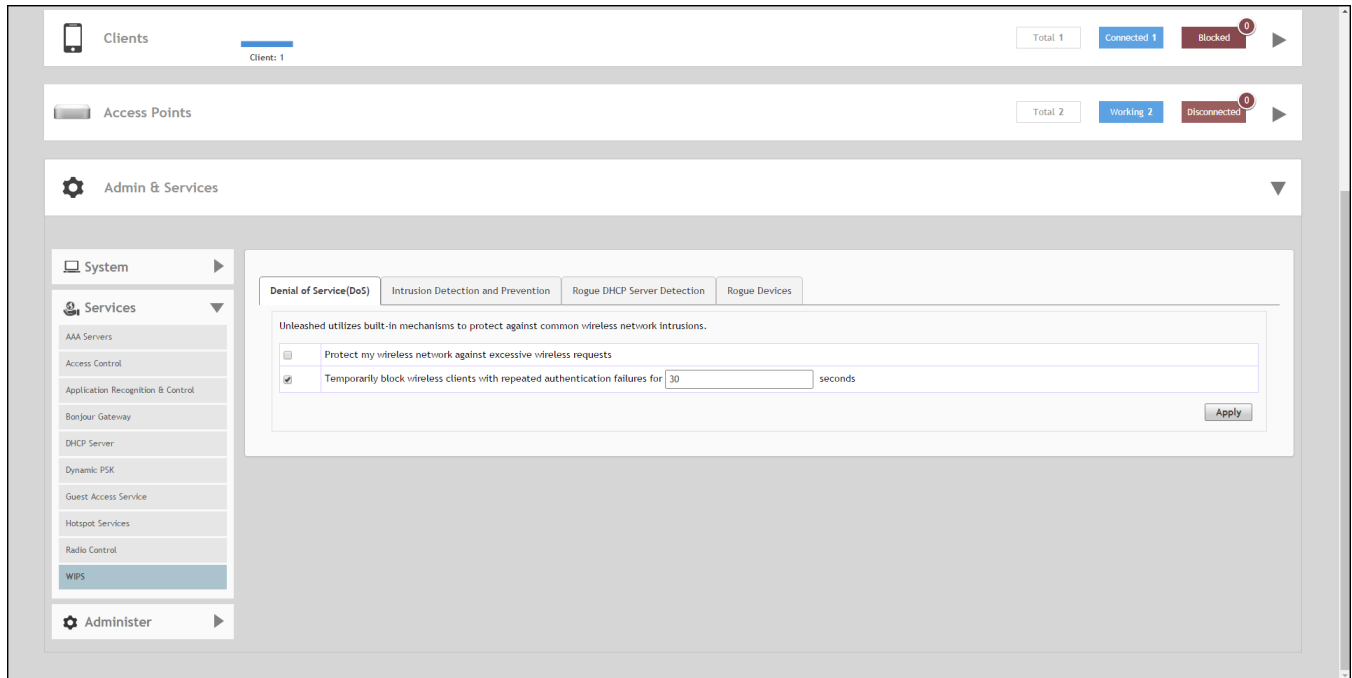 Clients
Client: 1
Total 1
Connected 1
Blocked
0
Access Points
Total 2
Working 2
Disconnected
0
Admin & Services
System
Services
AAA Servers
Access Control
Application Recognition & Control
Bonjour Gateway
DHCP Server
Dynamic PSK
Guest Access Service
Hotspot Services
Radio Control
WIPS
Administer
Denial of Service(DoS)
Intrusion Detection and Prevention
Rogue DHCP Server Detection
Rogue Devices
Unleashed utilizes built-in mechanisms to protect against common wireless network intrusions.
Protect my wireless network against excessive wireless requests
Temporarily block wireless clients with repeated authentication failures for 30 seconds
Apply